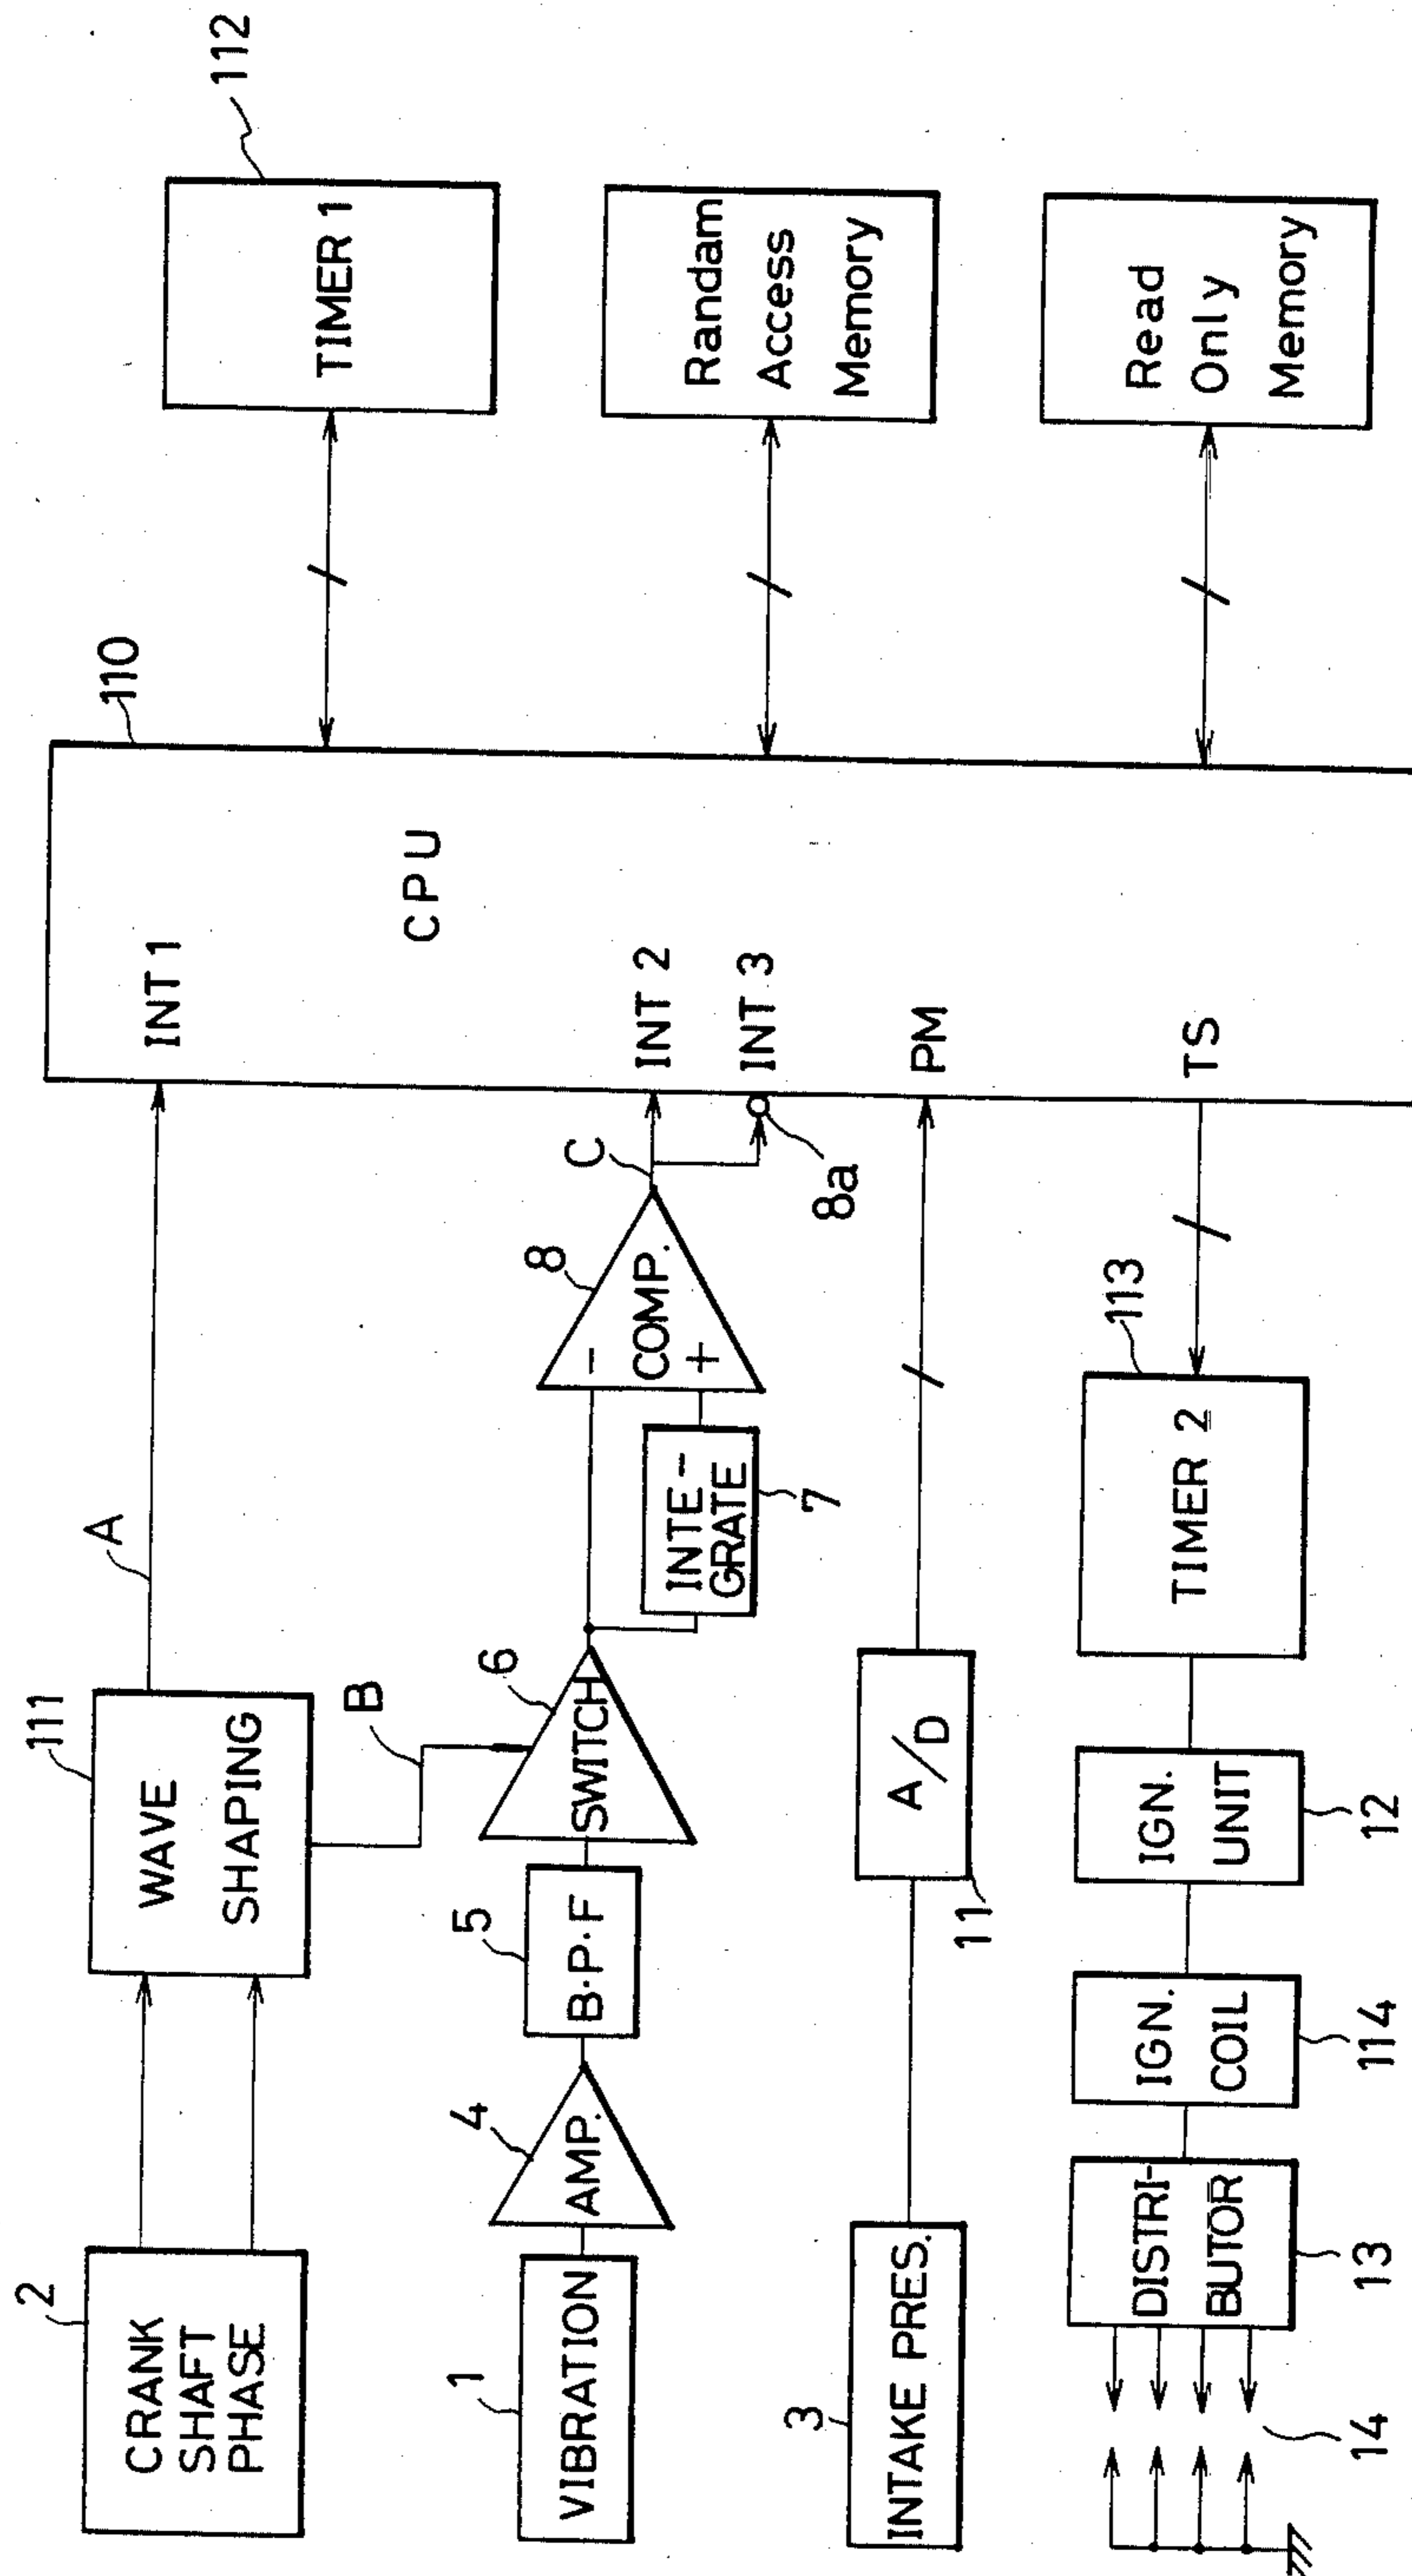 2
CRANK
SHAFT
PHASE
111
WAVE
SHAPING
A
B
110
INT 1
CPU
112
TIMER 1
1
VIBRATION
4
AMP.
5
B·P·F
6
SWITCH
8
COMP.
-
+
INTE-
GRATE
7
C
INT 2
INT 3
8a
Randam
Access
Memory
3
INTAKE PRES.
A/D
11
PM
Read
Only
Memory
14
DISTRI-
BUTOR
13
IGN.
COIL
114
IGN.
UNIT
12
113
TIMER 2
TS